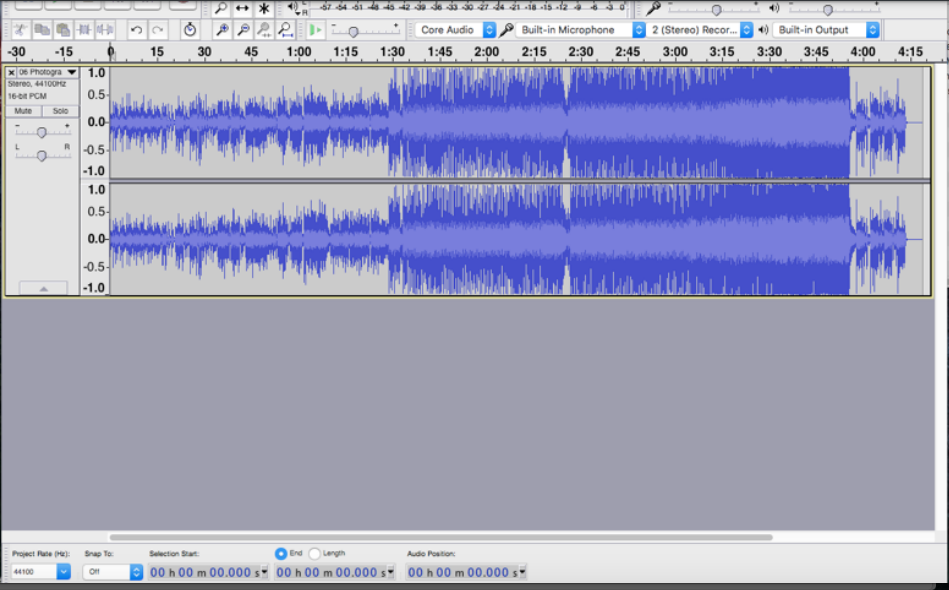 L
R
-57 -54 -51 -48 -45 -42 -39 -36 -33 -30 -27 -24 -21 -18 -15 -12 -9 -6 -3 0
Core Audio Built-in Microphone 2 (Stereo) Recor... Built-in Output
-30 -15 0 15 30 45 1:00 1:15 1:30 1:45 2:00 2:15 2:30 2:45 3:00 3:15 3:30 3:45 4:00 4:15
06 Photogra
Stereo, 44100Hz
16-bit PCM
Mute Solo
- +
L R
1.0
0.5
0.0
-0.5
-1.0
1.0
0.5
0.0
-0.5
-1.0
Project Rate (Hz): Snap To: Selection Start: End Length Audio Position:
44100 Off 00 h 00 m 00.000 s 00 h 00 m 00.000 s 00 h 00 m 00.000 s